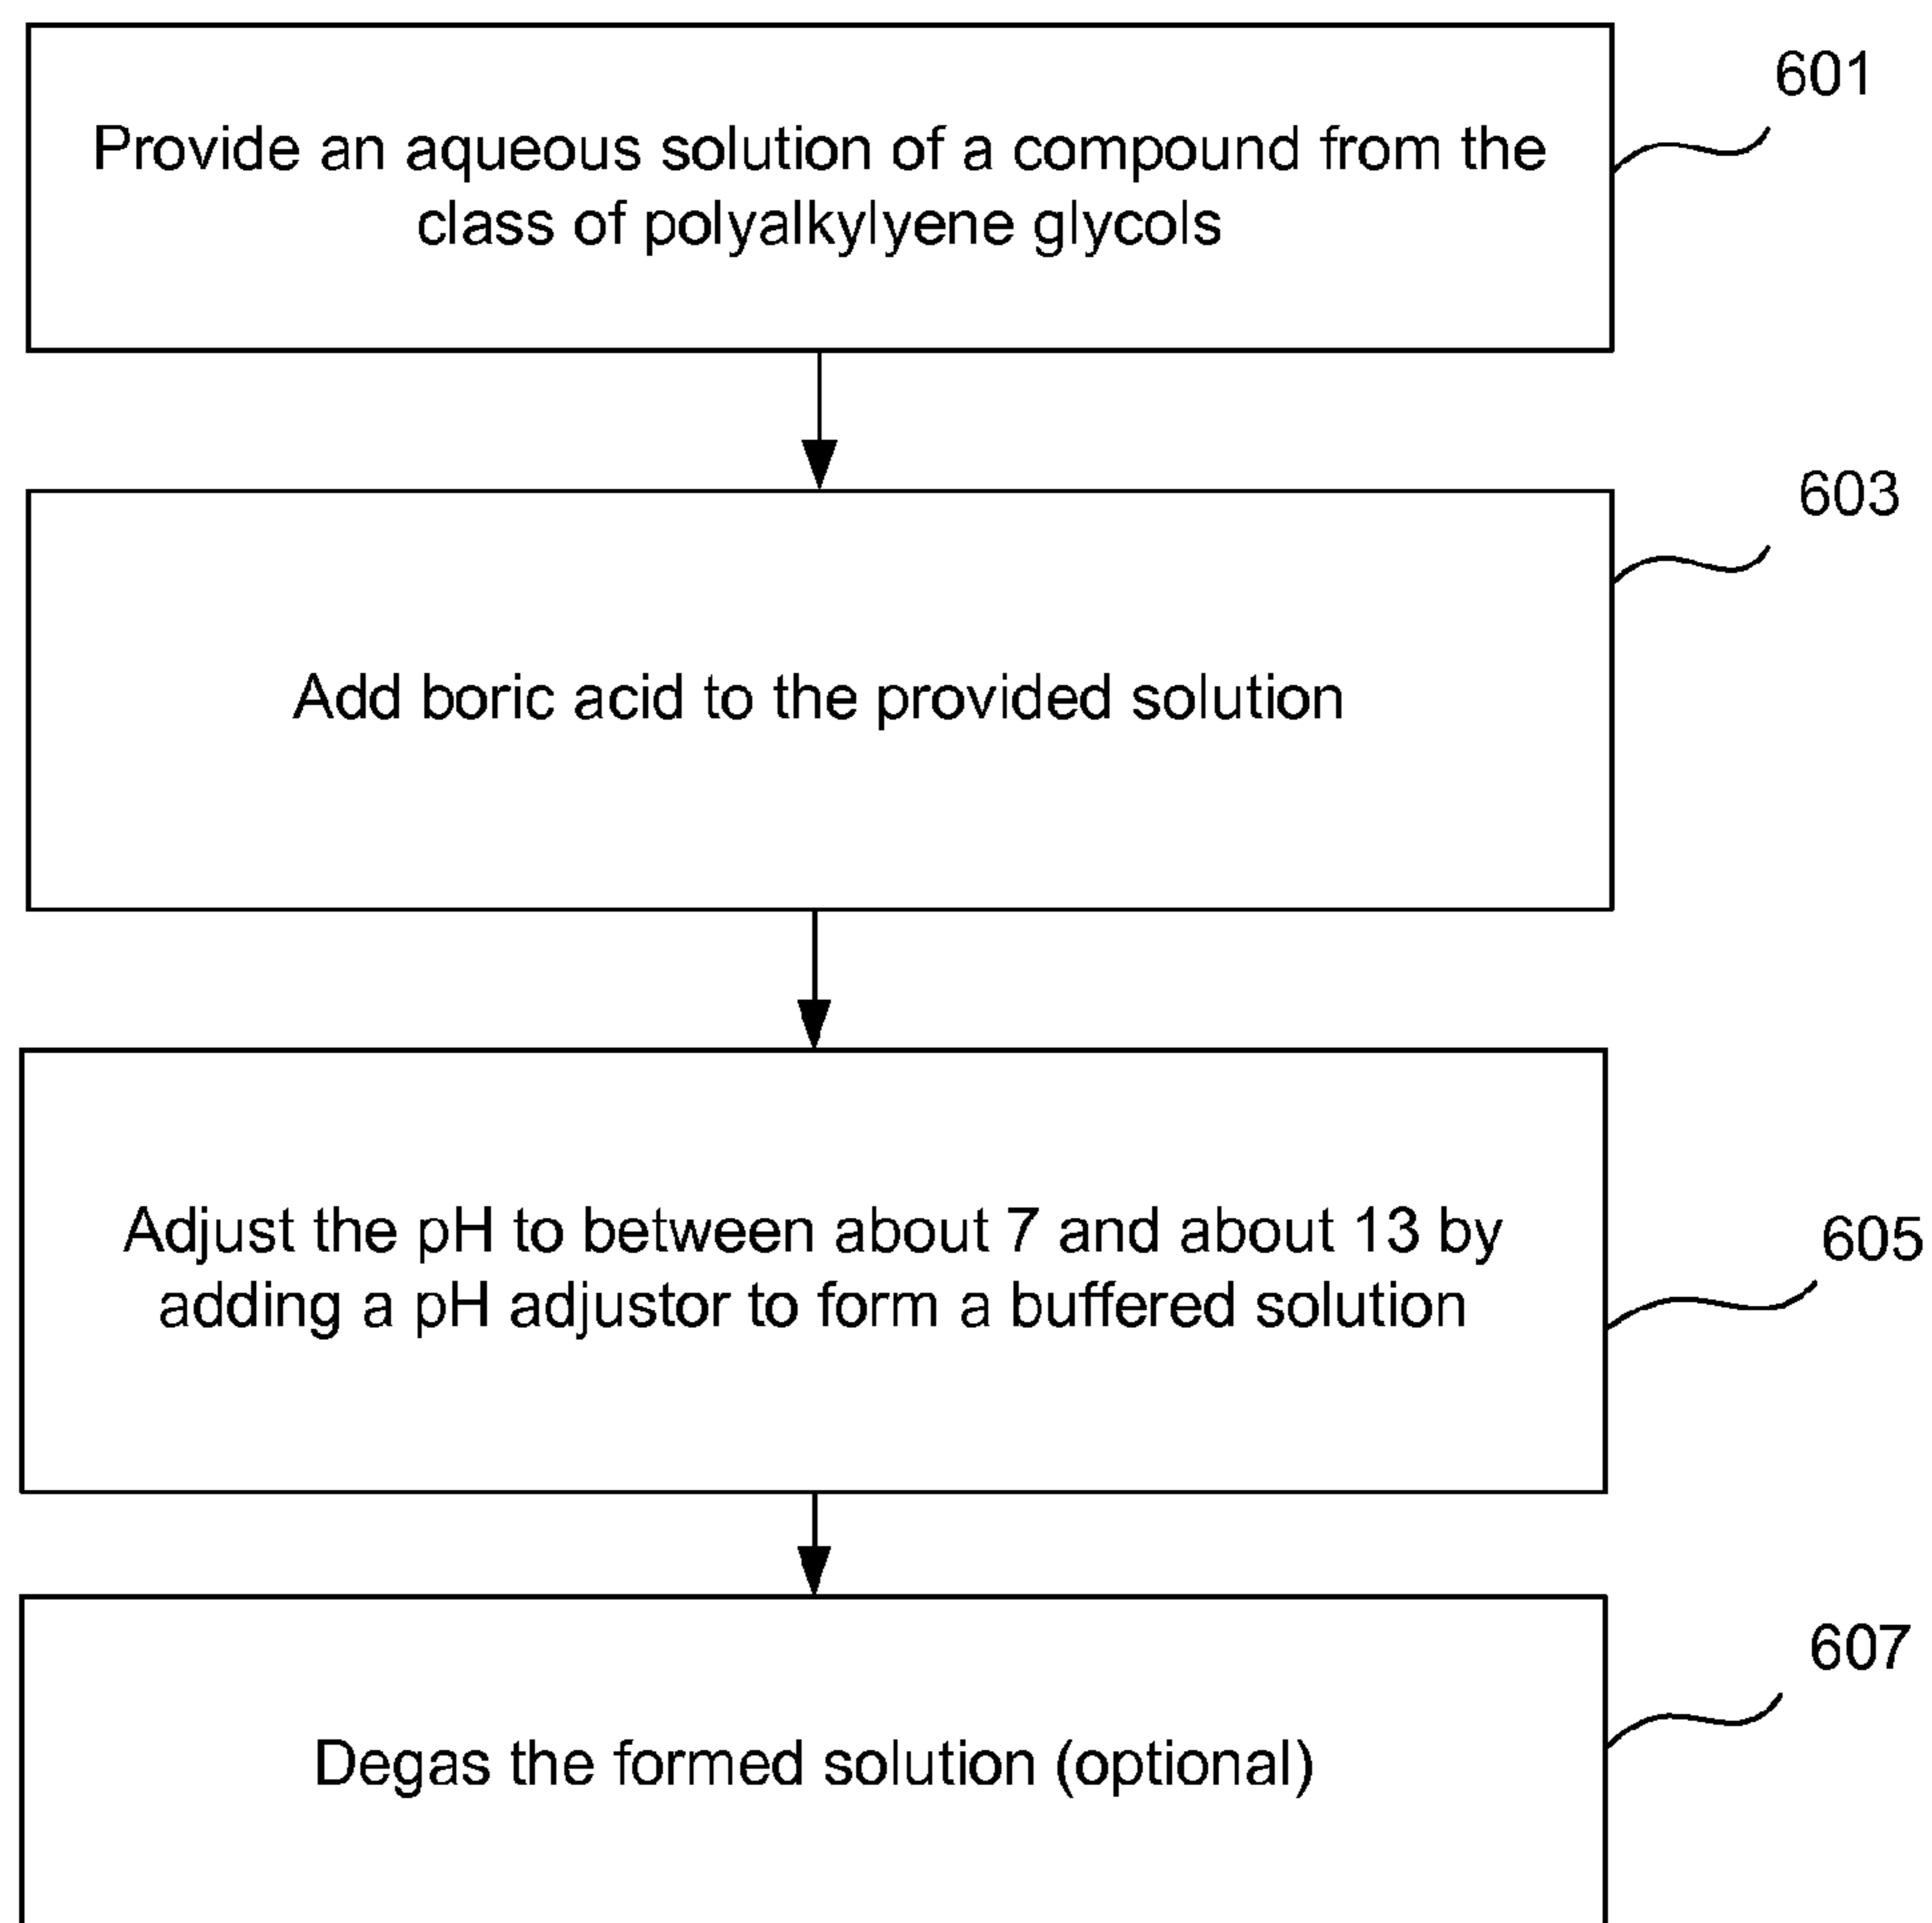 601
Provide an aqueous solution of a compound from the
class of polyalkylyene glycols
603
Add boric acid to the provided solution
605
Adjust the pH to between about 7 and about 13 by
adding a pH adjustor to form a buffered solution
607
Degas the formed solution (optional)